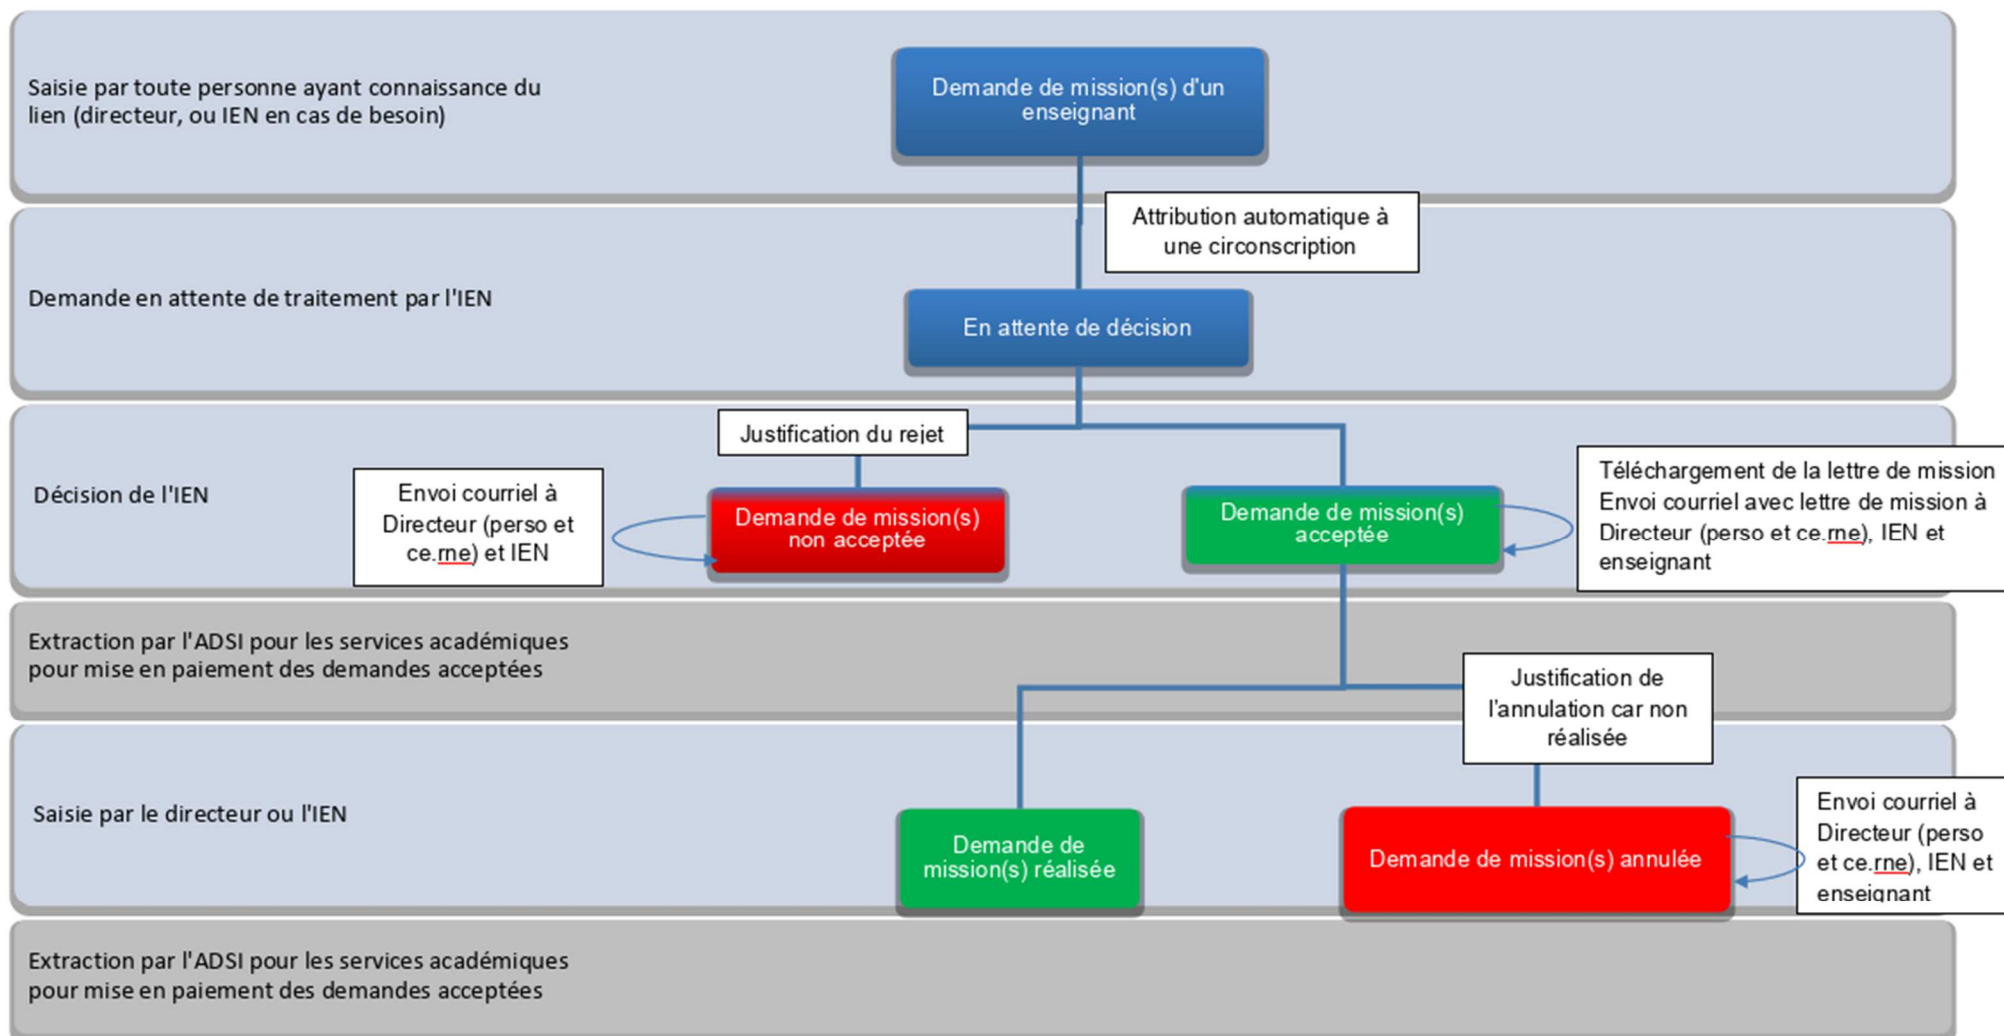 Saisie par toute personne ayant connaissance du
lien (directeur, ou IEN en cas de besoin)
Demande de mission(s) d'un
enseignant
Attribution automatique à
une circonscription
Demande en attente de traitement par l'IEN
En attente de décision
Justification du rejet
Décision de l'IEN
Envoi courriel à
Directeur (perso et
ce.rne) et IEN
Demande de mission(s)
non acceptée
Demande de mission(s)
acceptée
Téléchargement de la lettre de mission
Envoi courriel avec lettre de mission à
Directeur (perso et ce.rne), IEN et
enseignant
Extraction par l'ADSI pour les services académiques
pour mise en paiement des demandes acceptées
Justification de
l'annulation car non
réalisée
Saisie par le directeur ou l'IEN
Demande de
mission(s) réalisée
Demande de mission(s) annulée
Envoi courriel à
Directeur (perso
et ce.rne), IEN et
enseignant
Extraction par l'ADSI pour les services académiques
pour mise en paiement des demandes acceptées